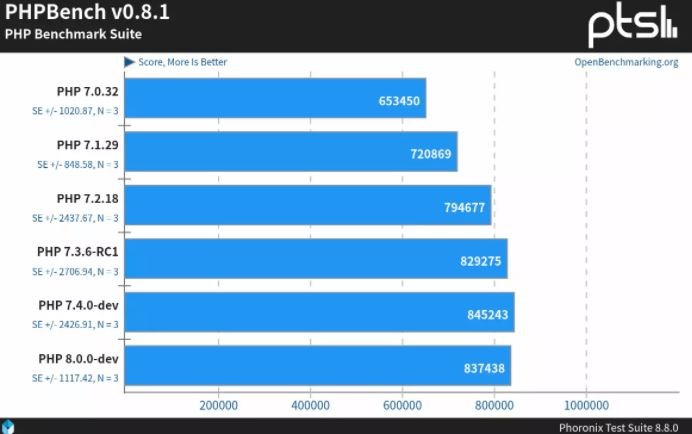 PHPBench v0.8.1
PHP Benchmark Suite
ptsl
Score, More Is Better
OpenBenchmarking.org
PHP 7.0.32
SE +/- 1020.87, N = 3
653450
PHP 7.1.29
SE +/- 848.58, N = 3
720869
PHP 7.2.18
SE +/- 2437.67, N = 3
794677
PHP 7.3.6-RC1
SE +/- 2706.94, N = 3
829275
PHP 7.4.0-dev
SE +/- 2426.91, N = 3
845243
PHP 8.0.0-dev
SE +/- 1117.42, N = 3
837438
200000 400000 600000 800000 1000000
Phoronix Test Suite 8.8.0